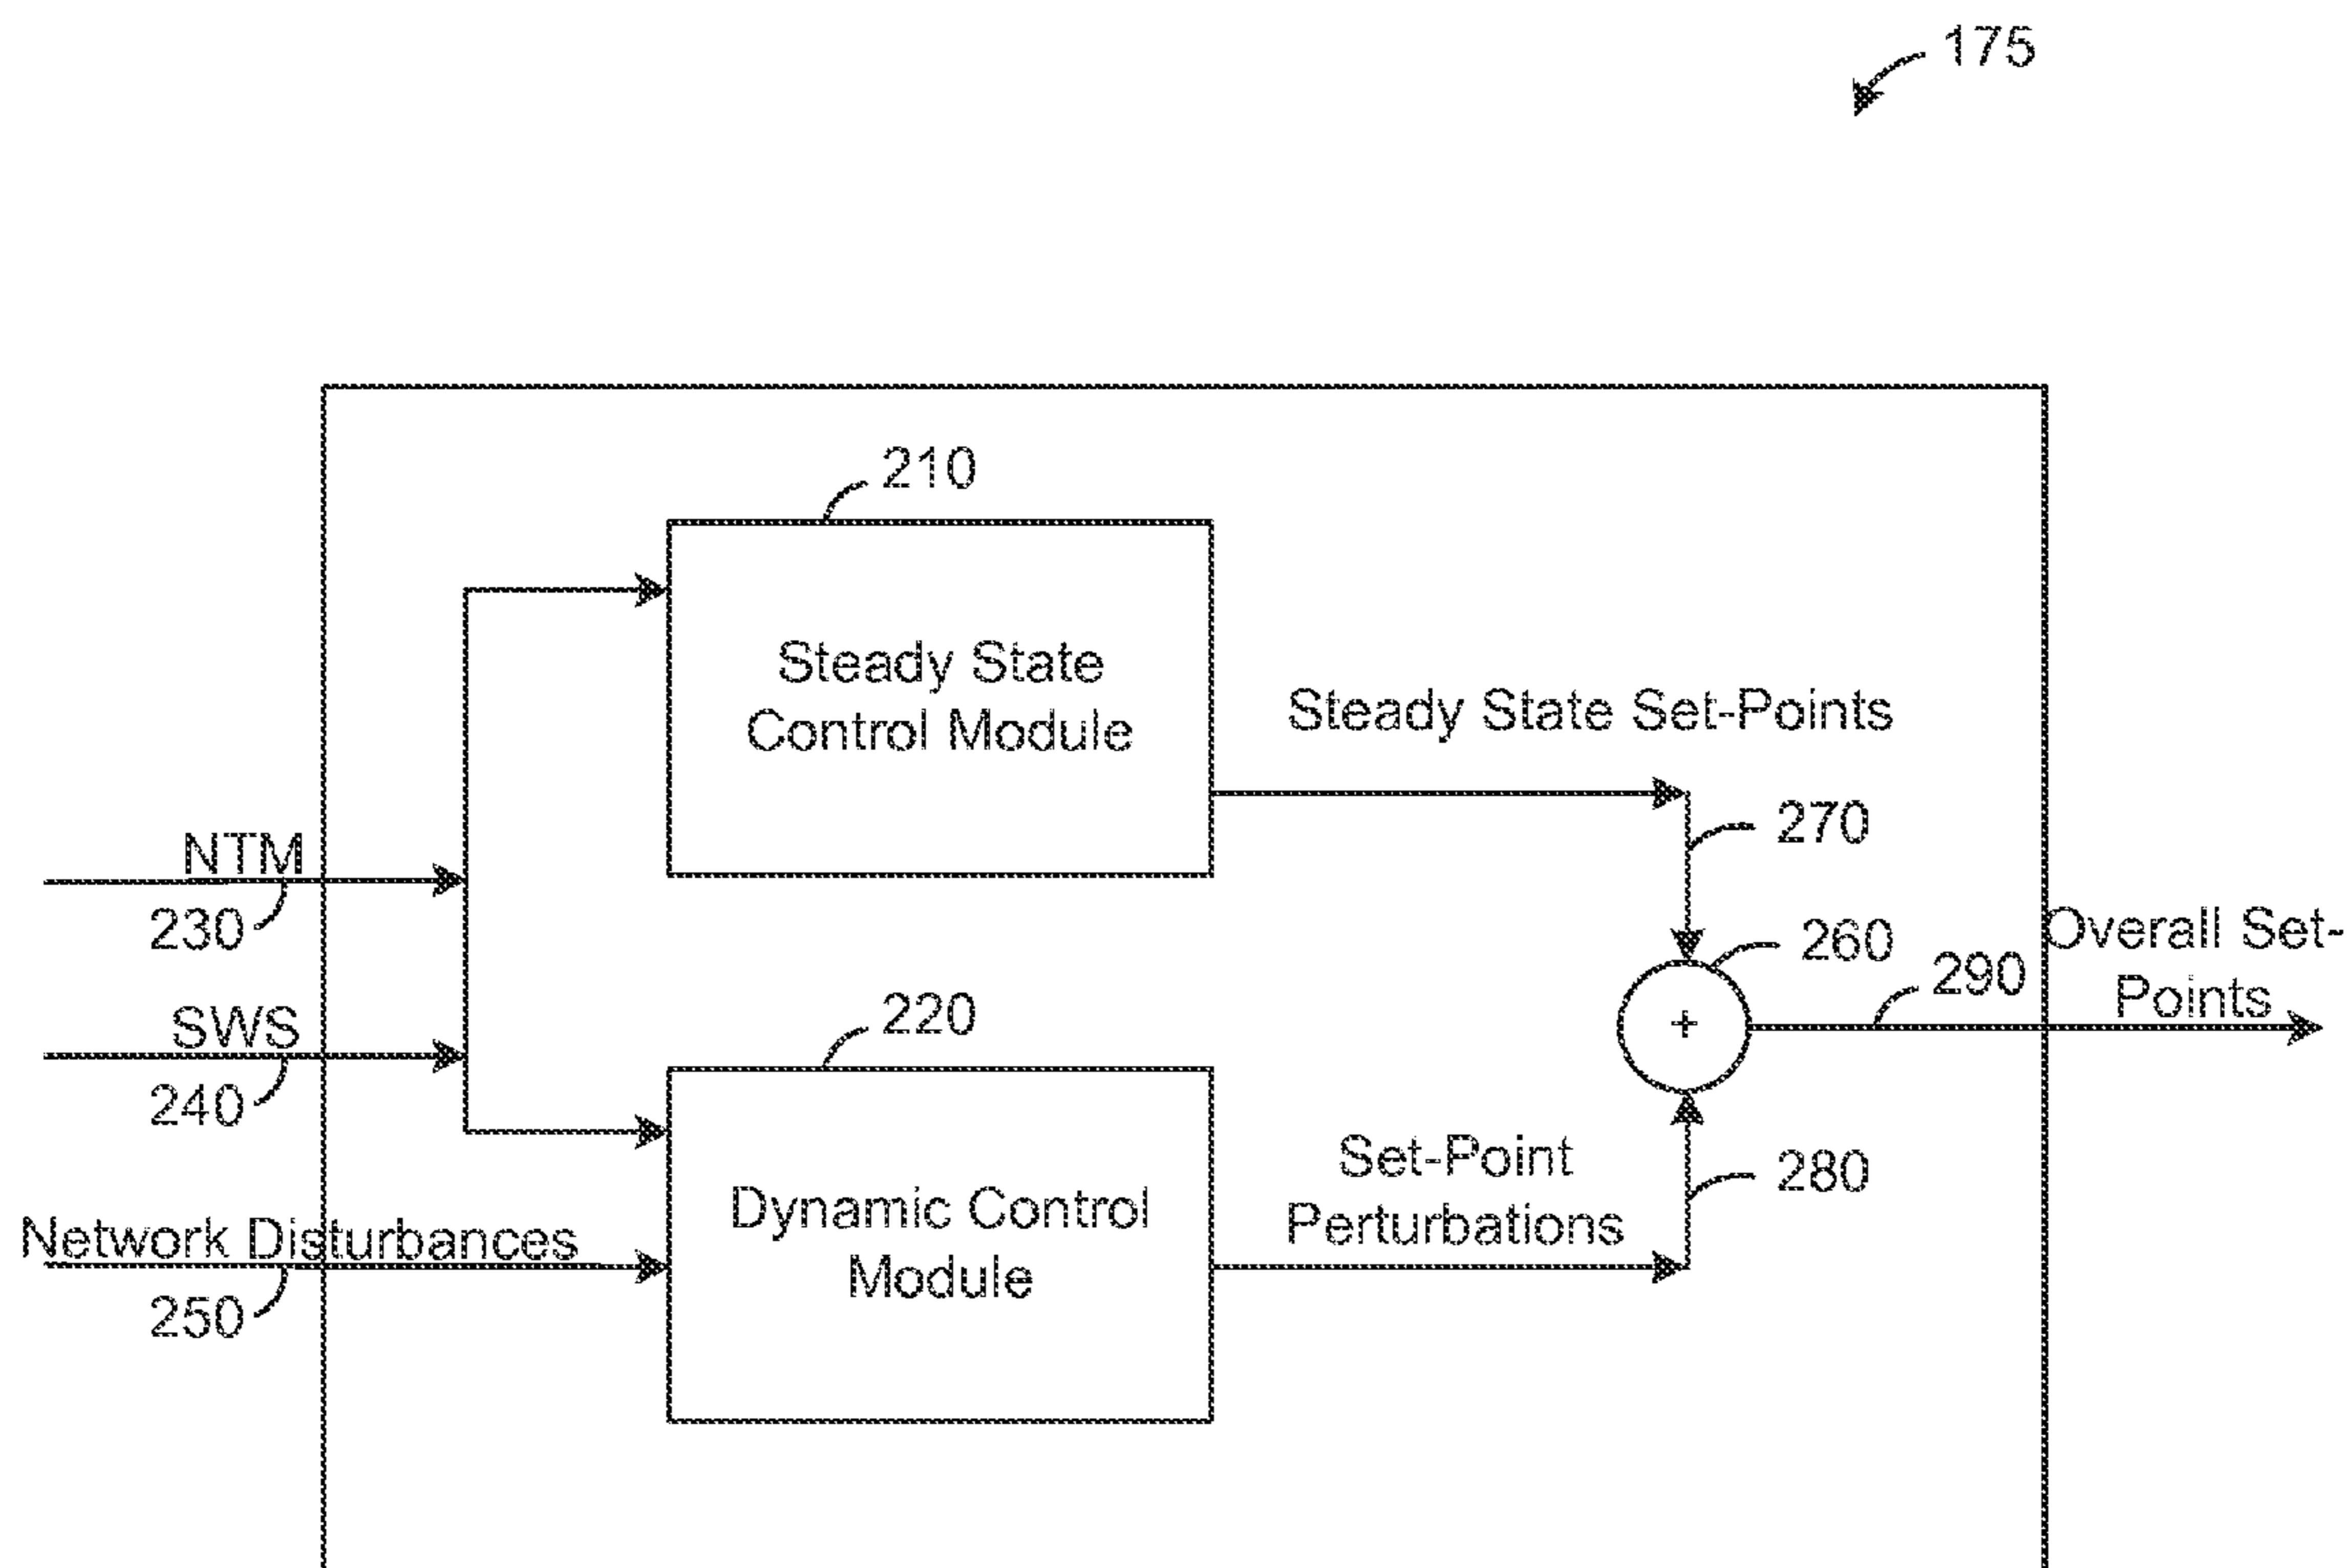 175
210
Steady State
Control Module
Steady State Set-Points
270
NTM
230
260
Overall Set-
290
Points
SWS
240
220
+
Set-Point
Perturbations
280
Dynamic Control
Module
Network Disturbances
250